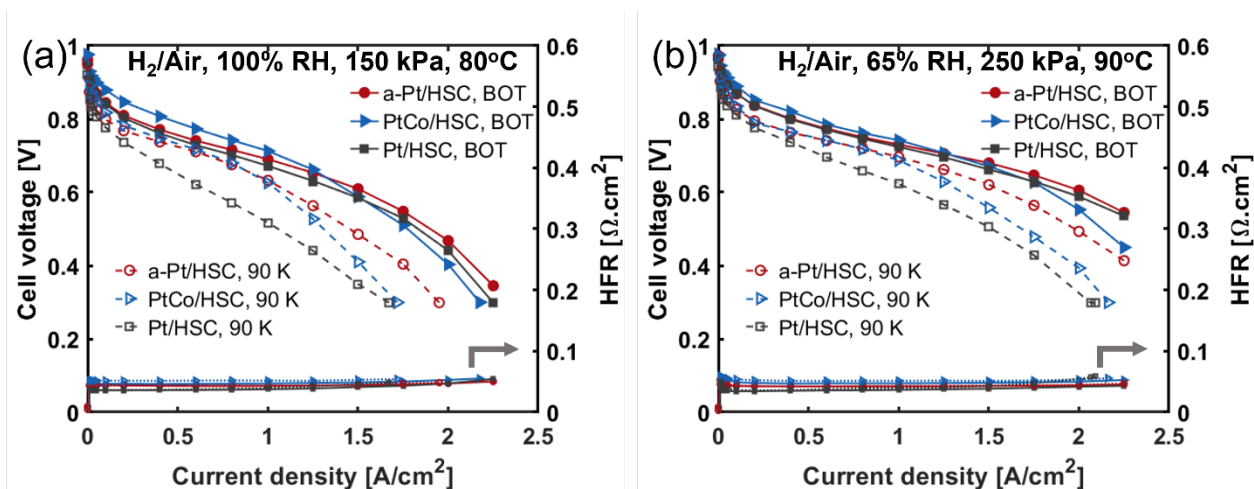 (a)
H₂/Air, 100% RH, 150 kPa, 80°C
a-Pt/HSC, BOT
PtCo/HSC, BOT
Pt/HSC, BOT
a-Pt/HSC, 90 K
PtCo/HSC, 90 K
Pt/HSC, 90 K
Cell voltage [V]
1
0.8
0.6
0.4
0.2
0
HFR [Ω.cm²]
0.6
0.5
0.4
0.3
0.2
0.1
0
0 0.5 1 1.5 2 2.5
Current density [A/cm²]
(b)
H₂/Air, 65% RH, 250 kPa, 90°C
a-Pt/HSC, BOT
PtCo/HSC, BOT
Pt/HSC, BOT
a-Pt/HSC, 90 K
PtCo/HSC, 90 K
Pt/HSC, 90 K
Cell voltage [V]
1
0.8
0.6
0.4
0.2
0
HFR [Ω.cm²]
0.6
0.5
0.4
0.3
0.2
0.1
0
0 0.5 1 1.5 2 2.5
Current density [A/cm²]